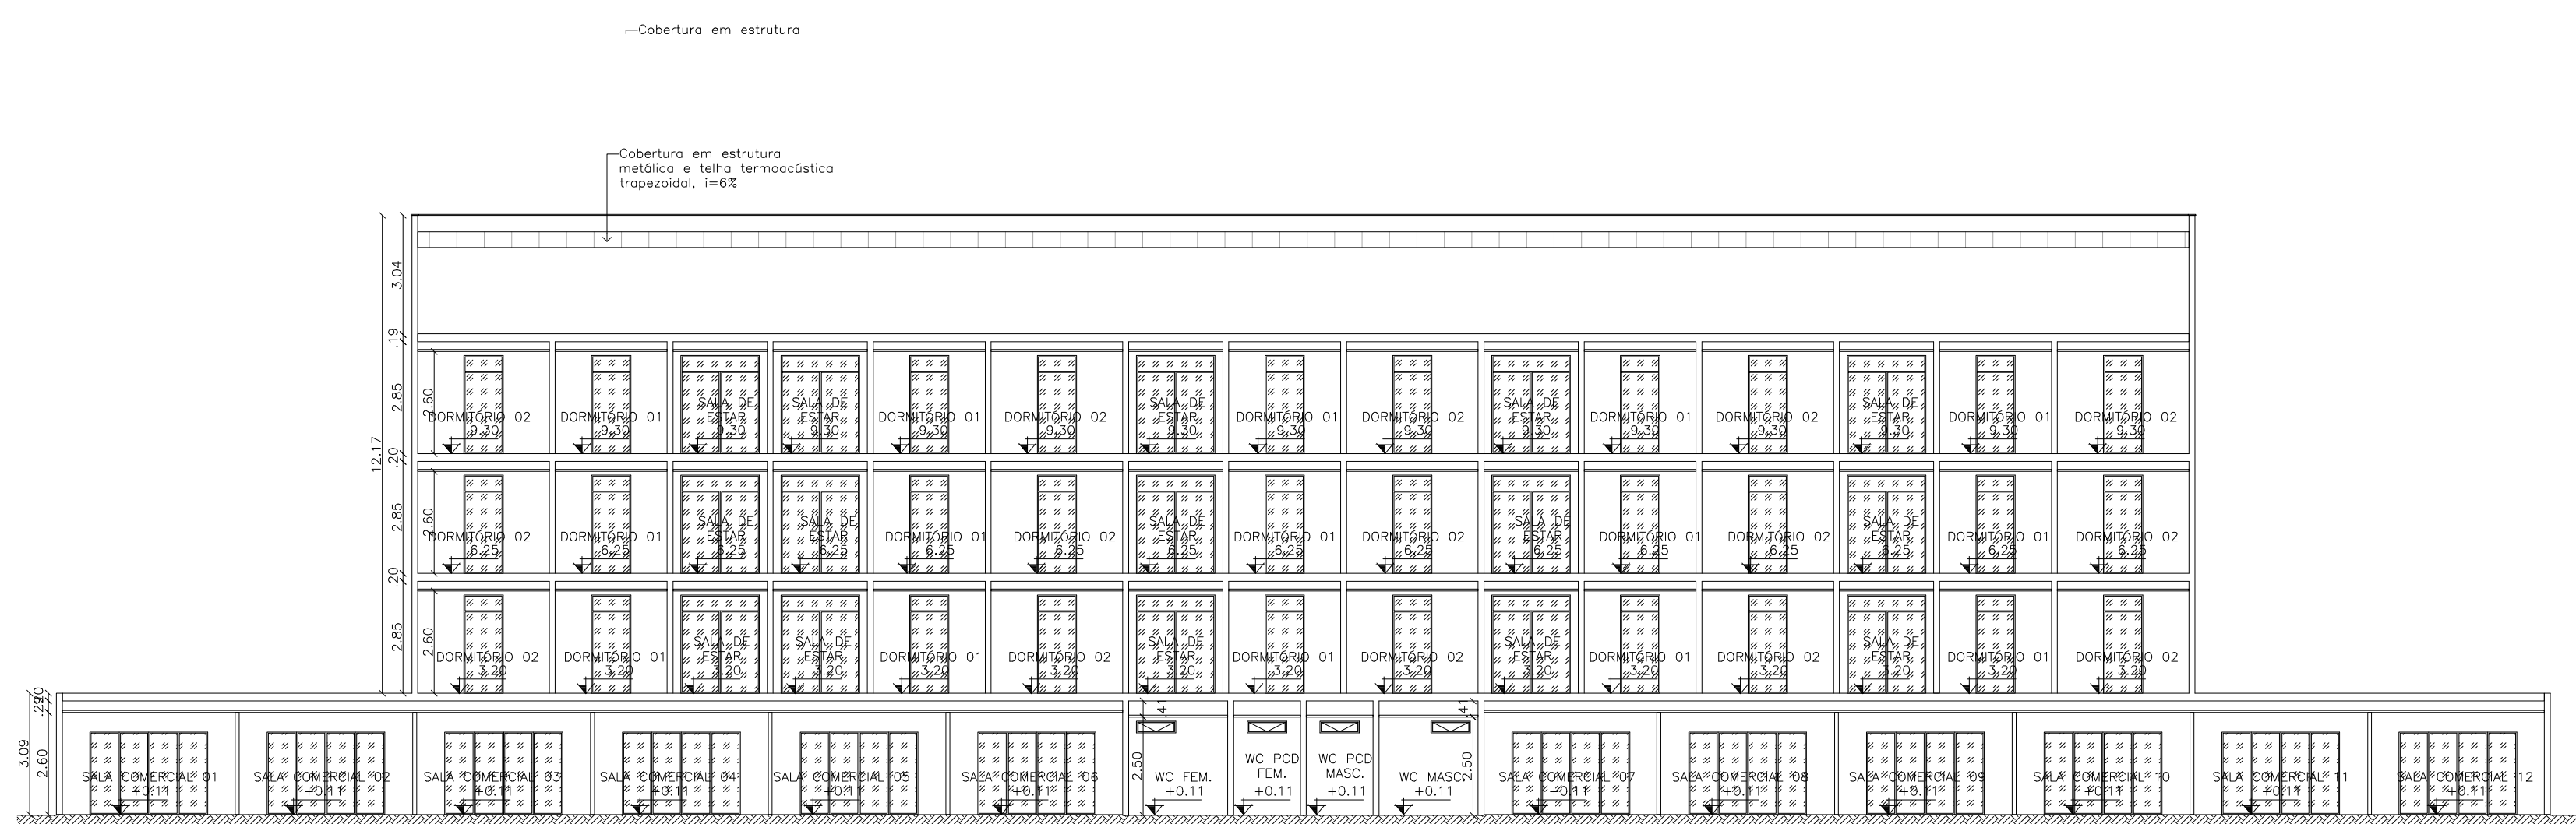 Cobertura em estrutura
Cobertura em estrutura
metálica e telha termoacústica
trapezoidal, i=6%
3.04
.19
2.85
.20
2.85
.20
2.85
12.17
2.60
2.60
2.60
DORMITÓRIO 02
9.30
DORMITÓRIO 01
9.30
SALA DE
ESTAR
9.30
SALA DE
ESTAR
9.30
DORMITÓRIO 01
9.30
DORMITÓRIO 02
9.30
SALA DE
ESTAR
9.30
DORMITÓRIO 01
9.30
DORMITÓRIO 02
9.30
SALA DE
ESTAR
9.30
DORMITÓRIO 01
9.30
DORMITÓRIO 02
9.30
SALA DE
ESTAR
9.30
DORMITÓRIO 01
9.30
DORMITÓRIO 02
9.30
DORMITÓRIO 02
6.25
DORMITÓRIO 01
6.25
SALA DE
ESTAR
6.25
SALA DE
ESTAR
6.25
DORMITÓRIO 01
6.25
DORMITÓRIO 02
6.25
SALA DE
ESTAR
6.25
DORMITÓRIO 01
6.25
DORMITÓRIO 02
6.25
SALA DE
ESTAR
6.25
DORMITÓRIO 01
6.25
DORMITÓRIO 02
6.25
SALA DE
ESTAR
6.25
DORMITÓRIO 01
6.25
DORMITÓRIO 02
6.25
DORMITÓRIO 02
3.20
DORMITÓRIO 01
3.20
SALA DE
ESTAR
3.20
SALA DE
ESTAR
3.20
DORMITÓRIO 01
3.20
DORMITÓRIO 02
3.20
SALA DE
ESTAR
3.20
DORMITÓRIO 01
3.20
DORMITÓRIO 02
3.20
SALA DE
ESTAR
3.20
DORMITÓRIO 01
3.20
DORMITÓRIO 02
3.20
SALA DE
ESTAR
3.20
DORMITÓRIO 01
3.20
DORMITÓRIO 02
3.20
.20
.29
3.09
2.60
SALA COMERCIAL 01
+0.11
SALA COMERCIAL 02
+0.11
SALA COMERCIAL 03
+0.11
SALA COMERCIAL 04
+0.11
SALA COMERCIAL 05
+0.11
SALA COMERCIAL 06
+0.11
.41
2.50
WC FEM.
+0.11
WC PCD
FEM.
+0.11
WC PCD
MASC.
+0.11
WC MASC.
+0.11
.41
2.50
SALA COMERCIAL 07
+0.11
SALA COMERCIAL 08
+0.11
SALA COMERCIAL 09
+0.11
SALA COMERCIAL 10
+0.11
SALA COMERCIAL 11
+0.11
SALA COMERCIAL 12
+0.11